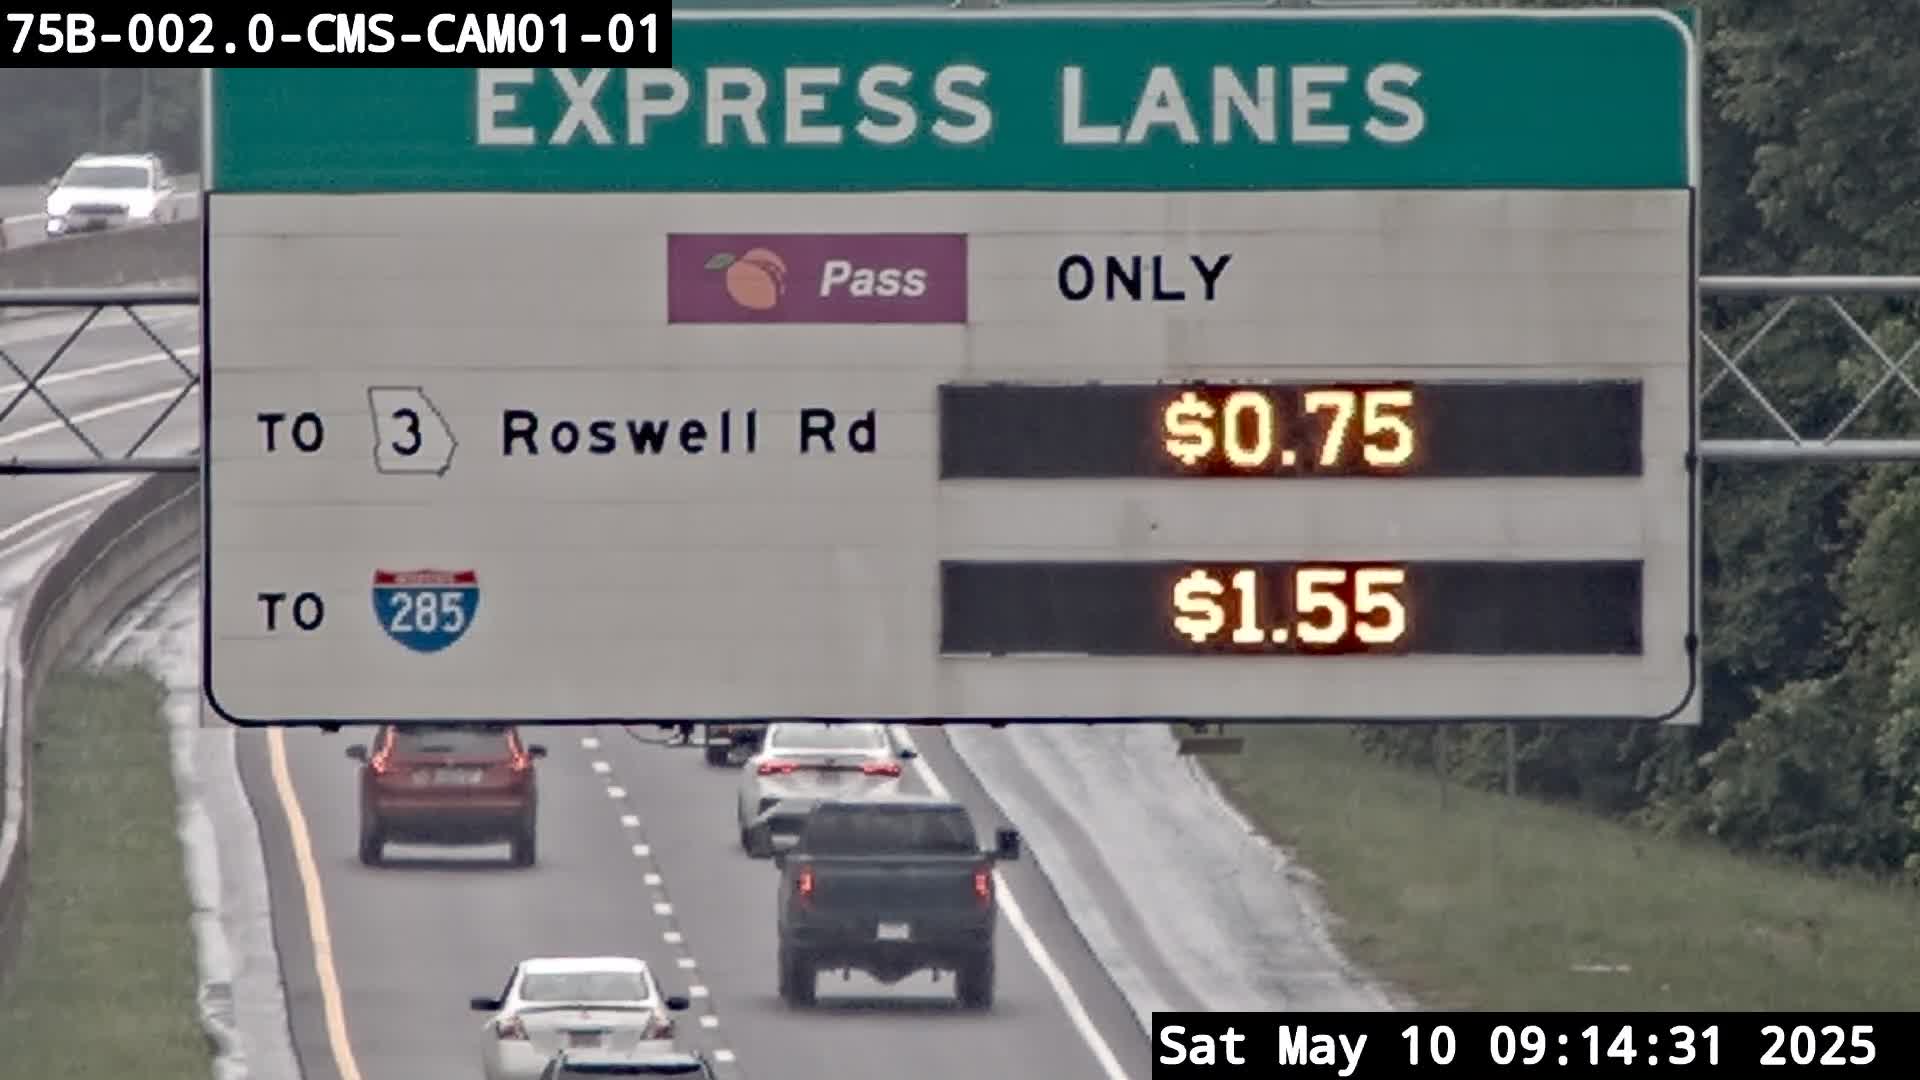 75B-002.0-CMS-CAM01-01
EXPRESS LANES
Pass ONLY
TO 3 Roswell Rd $0.75
TO 285 $1.55
Sat May 10 09:14:31 2025